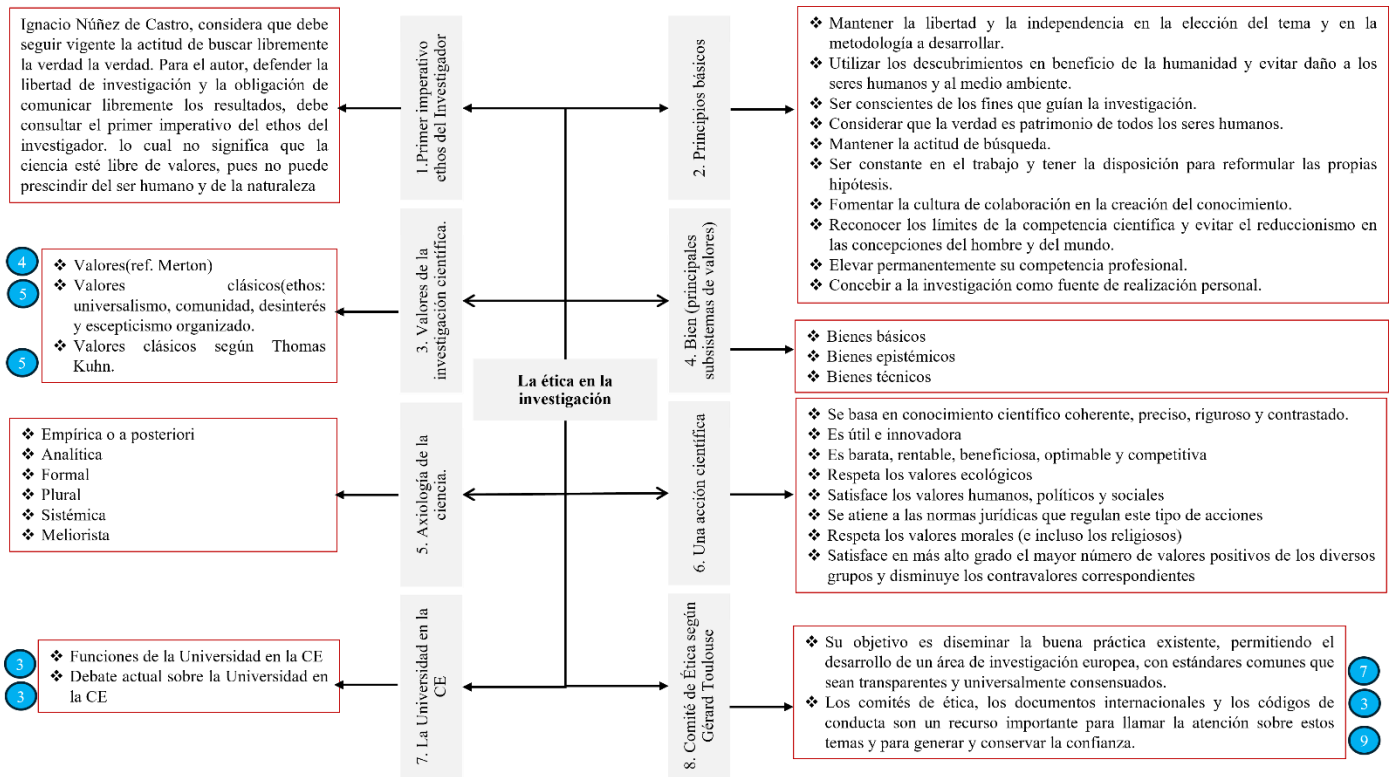 Ignacio Núñez de Castro, considera que debe
seguir vigente la actitud de buscar libremente
la verdad la verdad. Para el autor, defender la
libertad de investigación y la obligación de
comunicar libremente los resultados, debe
consultar el primer imperativo del ethos del
investigador. lo cual no significa que la
ciencia esté libre de valores, pues no puede
prescindir del ser humano y de la naturaleza
1.Primer imperativo
ethos del Investigador
2. Principios básicos
❖ Mantener la libertad y la independencia en la elección del tema y en la
metodología a desarrollar.
❖ Utilizar los descubrimientos en beneficio de la humanidad y evitar daño a los
seres humanos y al medio ambiente.
❖ Ser conscientes de los fines que guían la investigación.
❖ Considerar que la verdad es patrimonio de todos los seres humanos.
❖ Mantener la actitud de búsqueda.
❖ Ser constante en el trabajo y tener la disposición para reformular las propias
hipótesis.
❖ Fomentar la cultura de colaboración en la creación del conocimiento.
❖ Reconocer los límites de la competencia científica y evitar el reduccionismo en
las concepciones del hombre y del mundo.
❖ Elevar permanentemente su competencia profesional.
❖ Concebir a la investigación como fuente de realización personal.
4
5
5
❖ Valores(ref. Merton)
❖ Valores clásicos(ethos:
universalismo, comunidad, desinterés
y escepticismo organizado.
❖ Valores clásicos según Thomas
Kuhn.
3. Valores de la
investigación científica.
4. Bien (principales
subsistemas de valores)
❖ Bienes básicos
❖ Bienes epistémicos
❖ Bienes técnicos
La ética en la
investigación
❖ Empírica o a posteriori
❖ Analítica
❖ Formal
❖ Plural
❖ Sistémica
❖ Meliorista
5. Axiología de la
ciencia.
6. Una acción científica
❖ Se basa en conocimiento científico coherente, preciso, riguroso y contrastado.
❖ Es útil e innovadora
❖ Es barata, rentable, beneficiosa, optimable y competitiva
❖ Respeta los valores ecológicos
❖ Satisface los valores humanos, políticos y sociales
❖ Se atiene a las normas jurídicas que regulan este tipo de acciones
❖ Respeta los valores morales (e incluso los religiosos)
❖ Satisface en más alto grado el mayor número de valores positivos de los diversos
grupos y disminuye los contravalores correspondientes
3
3
❖ Funciones de la Universidad en la CE
❖ Debate actual sobre la Universidad en
la CE
7. La Universidad en la
CE
8. Comité de Ética según
Gérard Toulouse
❖ Su objetivo es diseminar la buena práctica existente, permitiendo el
desarrollo de un área de investigación europea, con estándares comunes que
sean transparentes y universalmente consensuados.
❖ Los comités de ética, los documentos internacionales y los códigos de
conducta son un recurso importante para llamar la atención sobre estos
temas y para generar y conservar la confianza.
7
3
9